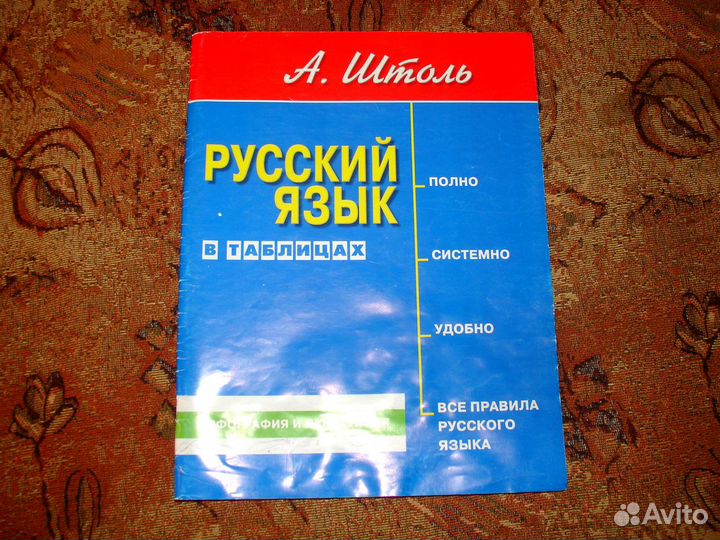 А. Штоль
РУССКИЙ
ЯЗЫК
В ТАБЛИЦАХ
ПОЛНО
СИСТЕМНО
УДОБНО
ВСЕ ПРАВИЛА
РУССКОГО
ЯЗЫКА
И
Avito